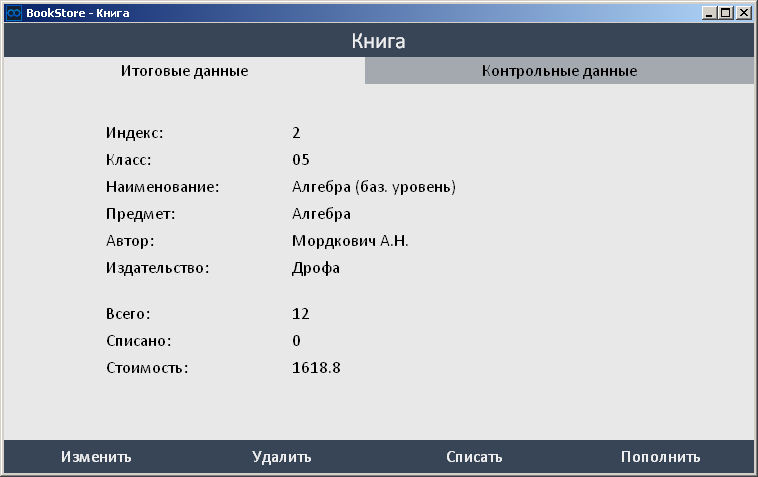 BookStore - Книга
Книга
Итоговые данные Контрольные данные
Индекс: 2
Класс: 05
Наименование: Алгебра (баз. уровень)
Предмет: Алгебра
Автор: Мордкович А.Н.
Издательство: Дрофа
Всего: 12
Списано: 0
Стоимость: 1618.8
Изменить Удалить Списать Пополнить